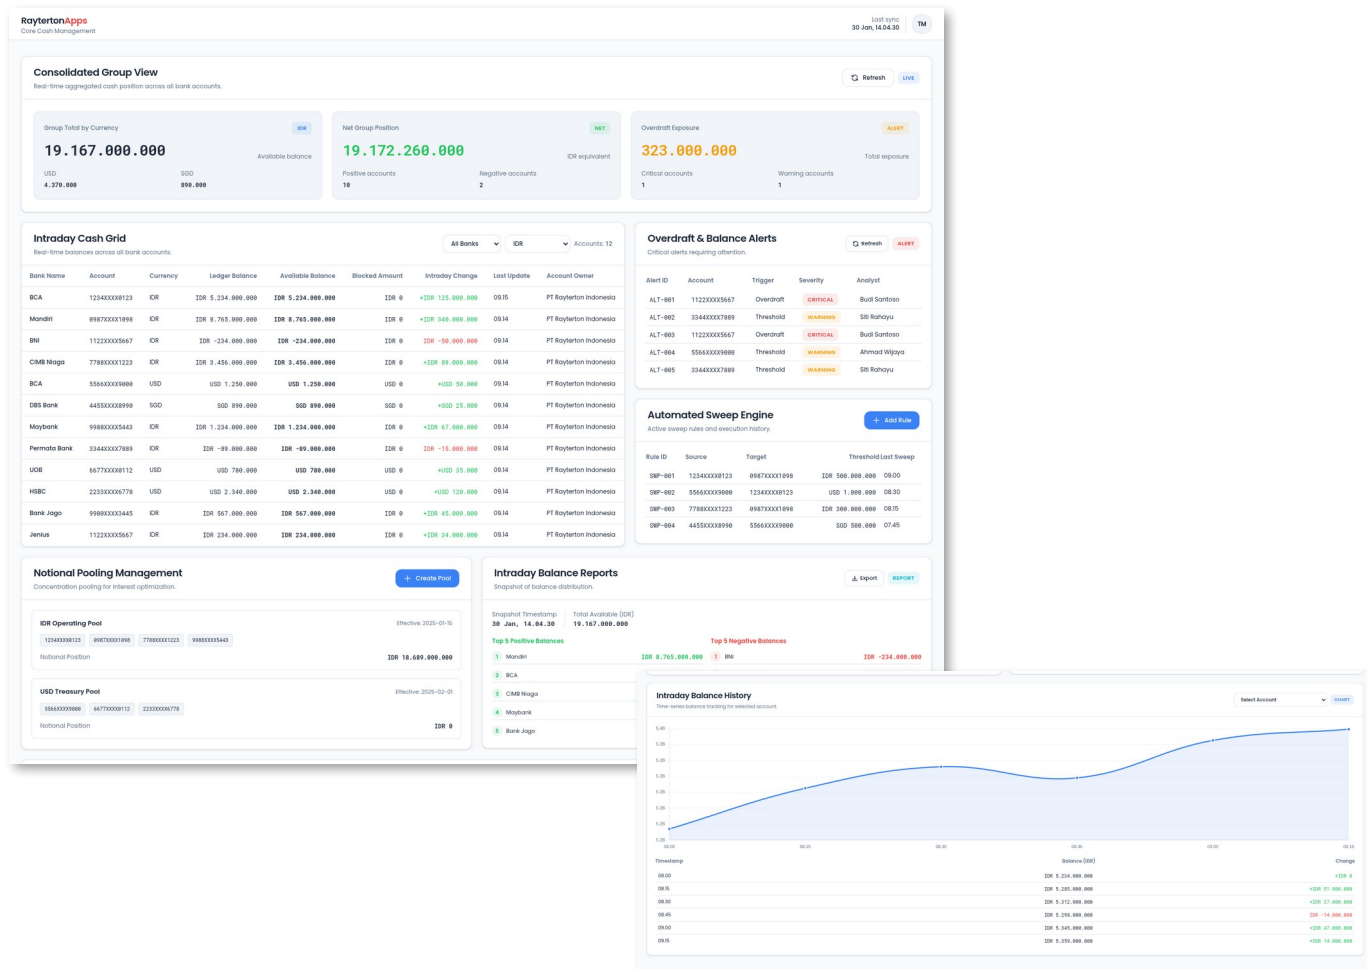 RaytertonApps
Core Cash Management
Last sync
30 Jan, 14.04.30
TM
Consolidated Group View
Real-time aggregated cash position across all bank accounts.
Refresh
LIVE
Group Total by Currency
IDR
19.167.000.000
Available balance
USD SGD
4.370.000 890.000
Net Group Position
NET
19.172.260.000
IDR equivalent
Positive accounts Negative accounts
10 2
Overdraft Exposure
ALERT
323.000.000
Total exposure
Critical accounts Warning accounts
1 1
Intraday Cash Grid
Real-time balances across all bank accounts.
All Banks IDR Accounts: 12
Bank Name Account Currency Ledger Balance Available Balance Blocked Amount Intraday Change Last Update Account Owner
BCA 1234XXXX0123 IDR IDR 5.234.000.000 IDR 5.234.000.000 IDR 0 +IDR 125.000.000 09.15 PT Rayterton Indonesia
Mandiri 0987XXXX1098 IDR IDR 8.765.000.000 IDR 8.765.000.000 IDR 0 +IDR 340.000.000 09.14 PT Rayterton Indonesia
BNI 1122XXXX5667 IDR IDR -234.000.000 IDR -234.000.000 IDR 0 IDR -50.000.000 09.14 PT Rayterton Indonesia
CIMB Niaga 7788XXXX1223 IDR IDR 3.456.000.000 IDR 3.456.000.000 IDR 0 +IDR 89.000.000 09.14 PT Rayterton Indonesia
BCA 5566XXXX9000 USD USD 1.250.000 USD 1.250.000 USD 0 +USD 50.000 09.14 PT Rayterton Indonesia
DBS Bank 4455XXXX8990 SGD SGD 890.000 SGD 890.000 SGD 0 +SGD 25.000 09.14 PT Rayterton Indonesia
Maybank 9988XXXX5443 IDR IDR 1.234.000.000 IDR 1.234.000.000 IDR 0 +IDR 67.000.000 09.14 PT Rayterton Indonesia
Permata Bank 3344XXXX7889 IDR IDR -89.000.000 IDR -89.000.000 IDR 0 IDR -15.000.000 09.14 PT Rayterton Indonesia
UOB 6677XXXX0112 USD USD 780.000 USD 780.000 USD 0 +USD 35.000 09.14 PT Rayterton Indonesia
HSBC 2233XXXX6778 USD USD 2.340.000 USD 2.340.000 USD 0 +USD 120.000 09.14 PT Rayterton Indonesia
Bank Jago 9900XXXX3445 IDR IDR 567.000.000 IDR 567.000.000 IDR 0 +IDR 45.000.000 09.14 PT Rayterton Indonesia
Jenius 1122XXXX5667 IDR IDR 234.000.000 IDR 234.000.000 IDR 0 +IDR 34.000.000 09.14 PT Rayterton Indonesia
Overdraft & Balance Alerts
Critical alerts requiring attention.
Refresh
ALERT
Alert ID Account Trigger Severity Analyst
ALT-001 1122XXXX5667 Overdraft CRITICAL Budi Santoso
ALT-002 3344XXXX7889 Threshold WARNING Siti Rahayu
ALT-003 1122XXXX5667 Overdraft CRITICAL Budi Santoso
ALT-004 5566XXXX9000 Threshold WARNING Ahmad Wijaya
ALT-005 3344XXXX7889 Threshold WARNING Siti Rahayu
Automated Sweep Engine
Active sweep rules and execution history.
+ Add Rule
Rule ID Source Target Threshold Last Sweep
SWP-001 1234XXXX0123 0987XXXX1098 IDR 500.000.000 09.00
SWP-002 5566XXXX9000 1234XXXX0123 USD 1.000.000 08.30
SWP-003 7788XXXX1223 0987XXXX1098 IDR 300.000.000 08.15
SWP-004 4455XXXX8990 5566XXXX9000 SGD 500.000 07.45
Notional Pooling Management
Concentration pooling for interest optimization.
+ Create Pool
IDR Operating Pool Effective: 2025-01-15
1234XXXX0123 0987XXXX1098 7788XXXX1223 9988XXXX5443
Notional Position IDR 18.689.000.000
USD Treasury Pool Effective: 2025-02-01
5566XXXX9000 6677XXXX0112 2233XXXX6778
Notional Position IDR 0
Intraday Balance Reports
Snapshot of balance distribution.
Export
REPORT
Snapshot Timestamp Total Available (IDR)
30 Jan, 14.04.30 19.167.000.000
Top 5 Positive Balances Top 5 Negative Balances
1 Mandiri IDR 8.765.000.000 1 BNI IDR -234.000.000
2 BCA
3 CIMB Niaga
4 Maybank
5 Bank Jago
Intraday Balance History
Time-series balance tracking for selected account.
Select Account
CHART
5.4B
5.3B
5.3B
5.3B
5.3B
5.3B
5.2B
5.2B
08.00 08.15 08.30 08.45 09.00 09.15
Timestamp Balance (IDR) Change
08.00 IDR 5.234.000.000 +IDR 0
08.15 IDR 5.285.000.000 +IDR 51.000.000
08.30 IDR 5.312.000.000 +IDR 27.000.000
08.45 IDR 5.298.000.000 IDR -14.000.000
09.00 IDR 5.345.000.000 +IDR 47.000.000
09.15 IDR 5.359.000.000 +IDR 14.000.000